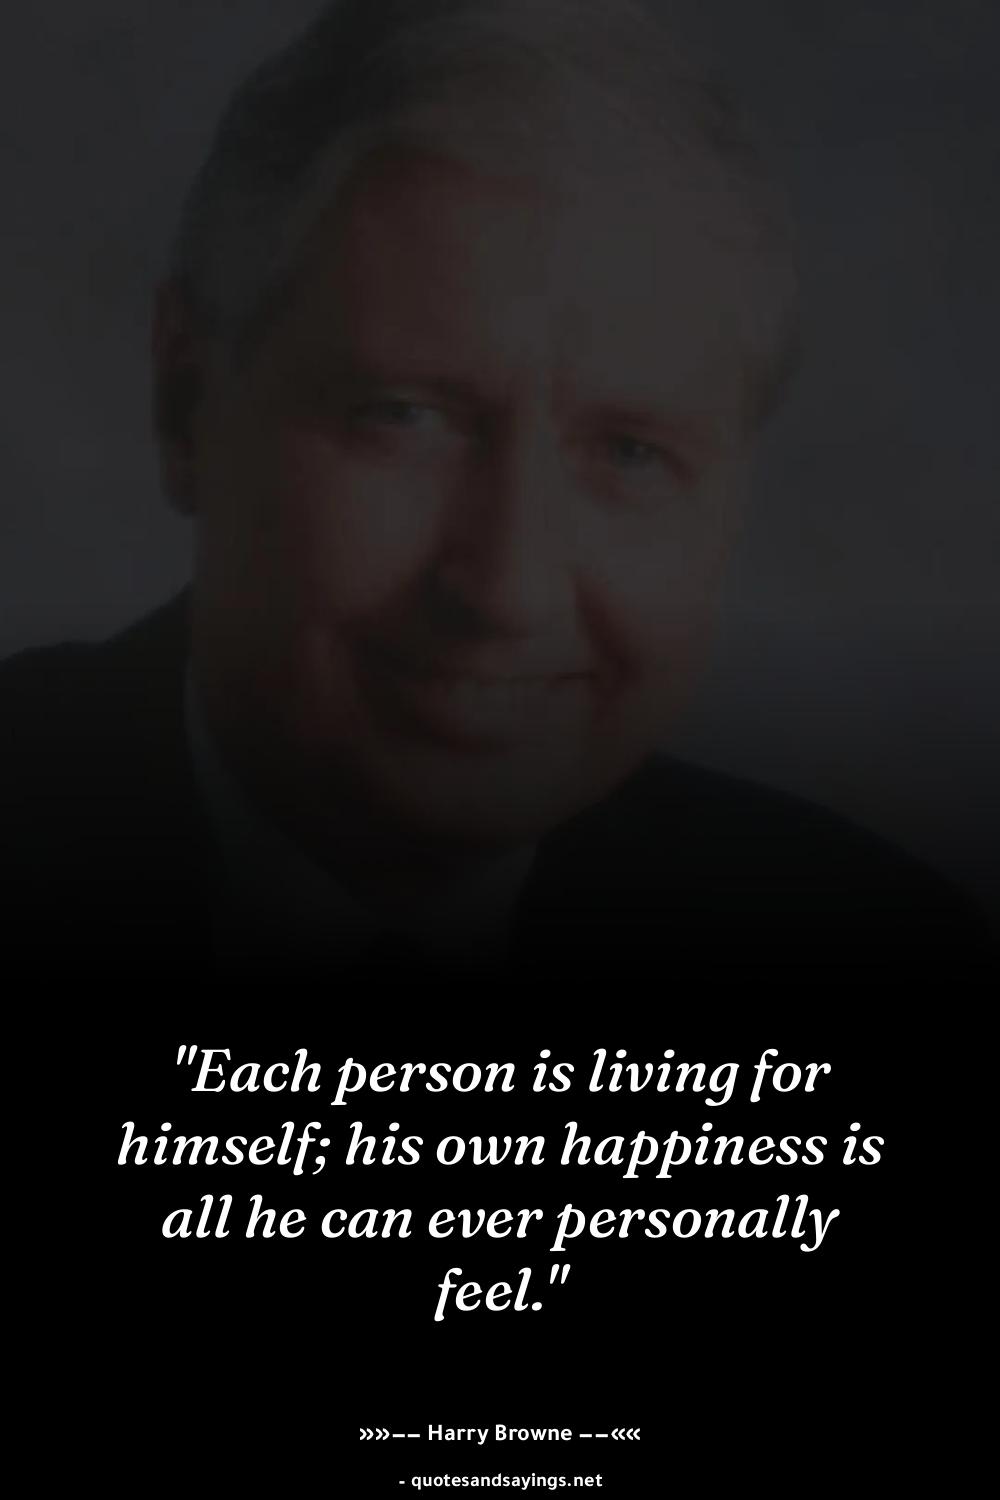 "Each person is living for
himself; his own happiness is
all he can ever personally
feel."
»»−− Harry Browne −−««
- quotesandsayings.net